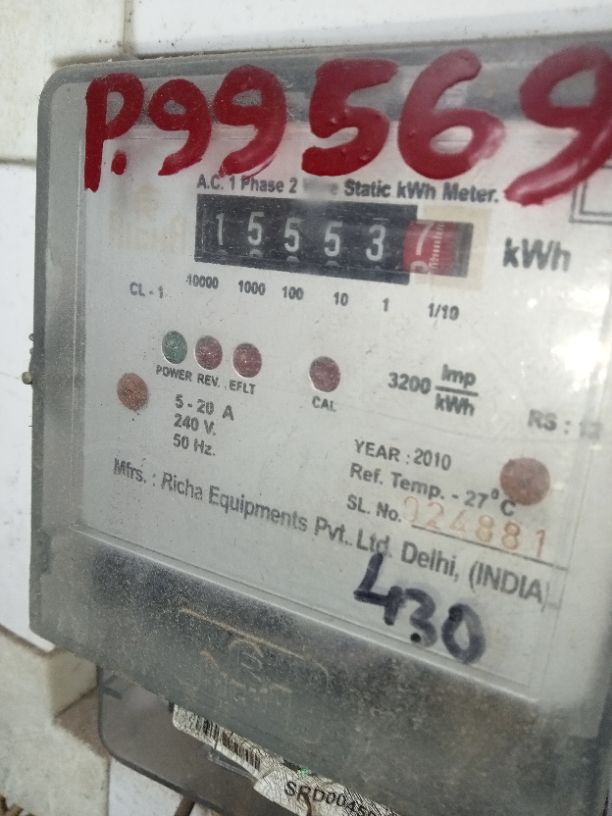 P.99569
A.C. 1 Phase 2 Static kWh Meter.
155537 kWh
10000 1000 100 10 1 1/10
CL - 1
POWER REV. EFLT CAL
3200 Imp/kWh
5 - 20 A
240 V.
50 Hz.
RS :
YEAR : 2010
Ref. Temp. - 27°C
SL. No. 024881
Mfrs. : Richa Equipments Pvt. Ltd. Delhi, (INDIA)
430